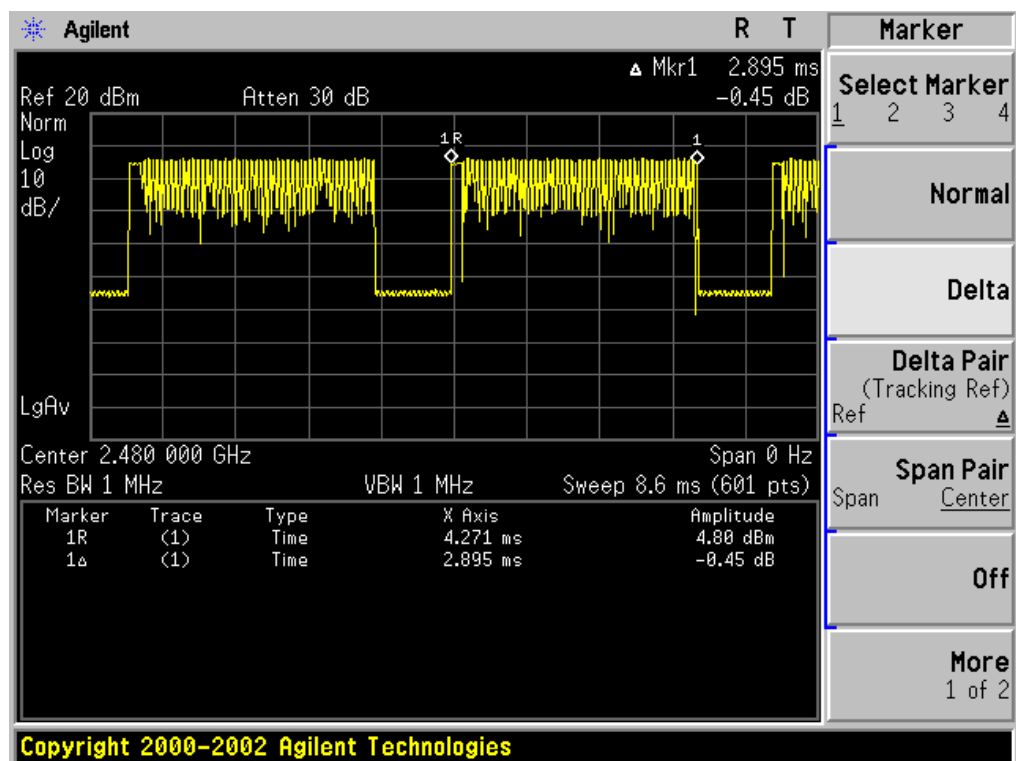 Agilent R T
Δ Mkr1 2.895 ms
Ref 20 dBm Atten 30 dB -0.45 dB
Norm
Log
10
dB/
1R
1
LgAv
Center 2.480 000 GHz Span 0 Hz
Res BW 1 MHz VBW 1 MHz Sweep 8.6 ms (601 pts)
Marker Trace Type X Axis Amplitude
1R (1) Time 4.271 ms 4.80 dBm
1Δ (1) Time 2.895 ms -0.45 dB
Marker
Select Marker
1 2 3 4
Normal
Delta
Delta Pair
(Tracking Ref)
Ref Δ
Span Pair
Span Center
Off
More
1 of 2
Copyright 2000-2002 Agilent Technologies